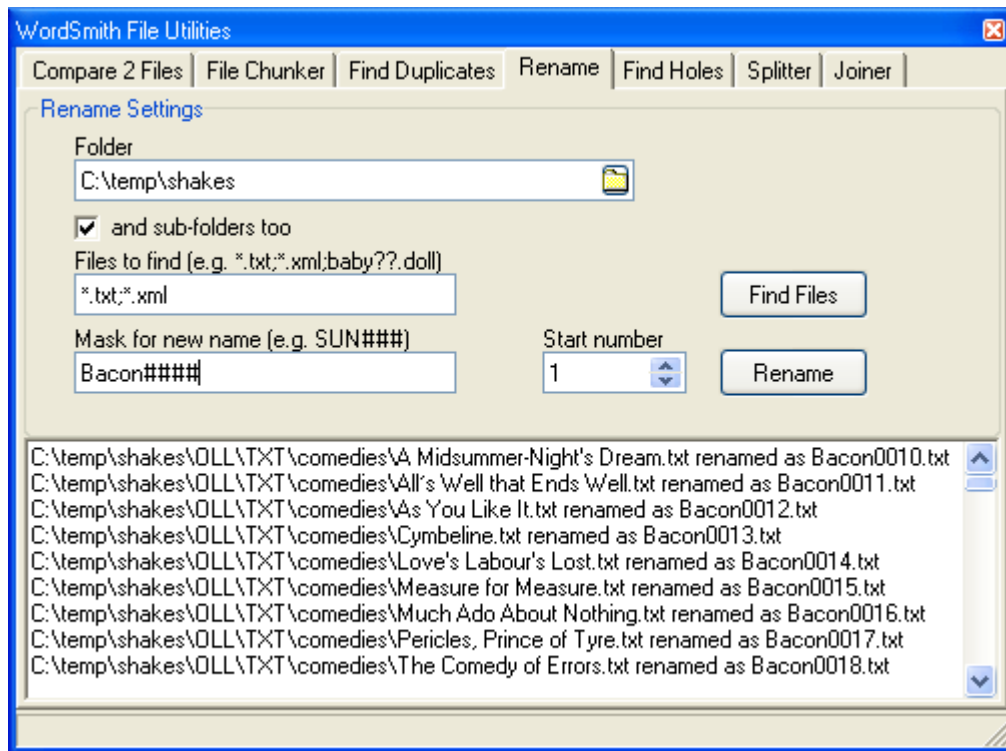 WordSmith File Utilities
Compare 2 Files File Chunker Find Duplicates Rename Find Holes Splitter Joiner
Rename Settings
Folder
C:\temp\shakes
and sub-folders too
Files to find (e.g. *.txt;*.xml;baby??.doll)
*.txt;*.xml
Find Files
Mask for new name (e.g. SUN###)
Start number
Bacon####
1
Rename
C:\temp\shakes\OLL\TXT\comedies\A Midsummer-Night's Dream.txt renamed as Bacon0010.txt
C:\temp\shakes\OLL\TXT\comedies\All's Well that Ends Well.txt renamed as Bacon0011.txt
C:\temp\shakes\OLL\TXT\comedies\As You Like It.txt renamed as Bacon0012.txt
C:\temp\shakes\OLL\TXT\comedies\Cymbeline.txt renamed as Bacon0013.txt
C:\temp\shakes\OLL\TXT\comedies\Love's Labour's Lost.txt renamed as Bacon0014.txt
C:\temp\shakes\OLL\TXT\comedies\Measure for Measure.txt renamed as Bacon0015.txt
C:\temp\shakes\OLL\TXT\comedies\Much Ado About Nothing.txt renamed as Bacon0016.txt
C:\temp\shakes\OLL\TXT\comedies\Pericles, Prince of Tyre.txt renamed as Bacon0017.txt
C:\temp\shakes\OLL\TXT\comedies\The Comedy of Errors.txt renamed as Bacon0018.txt